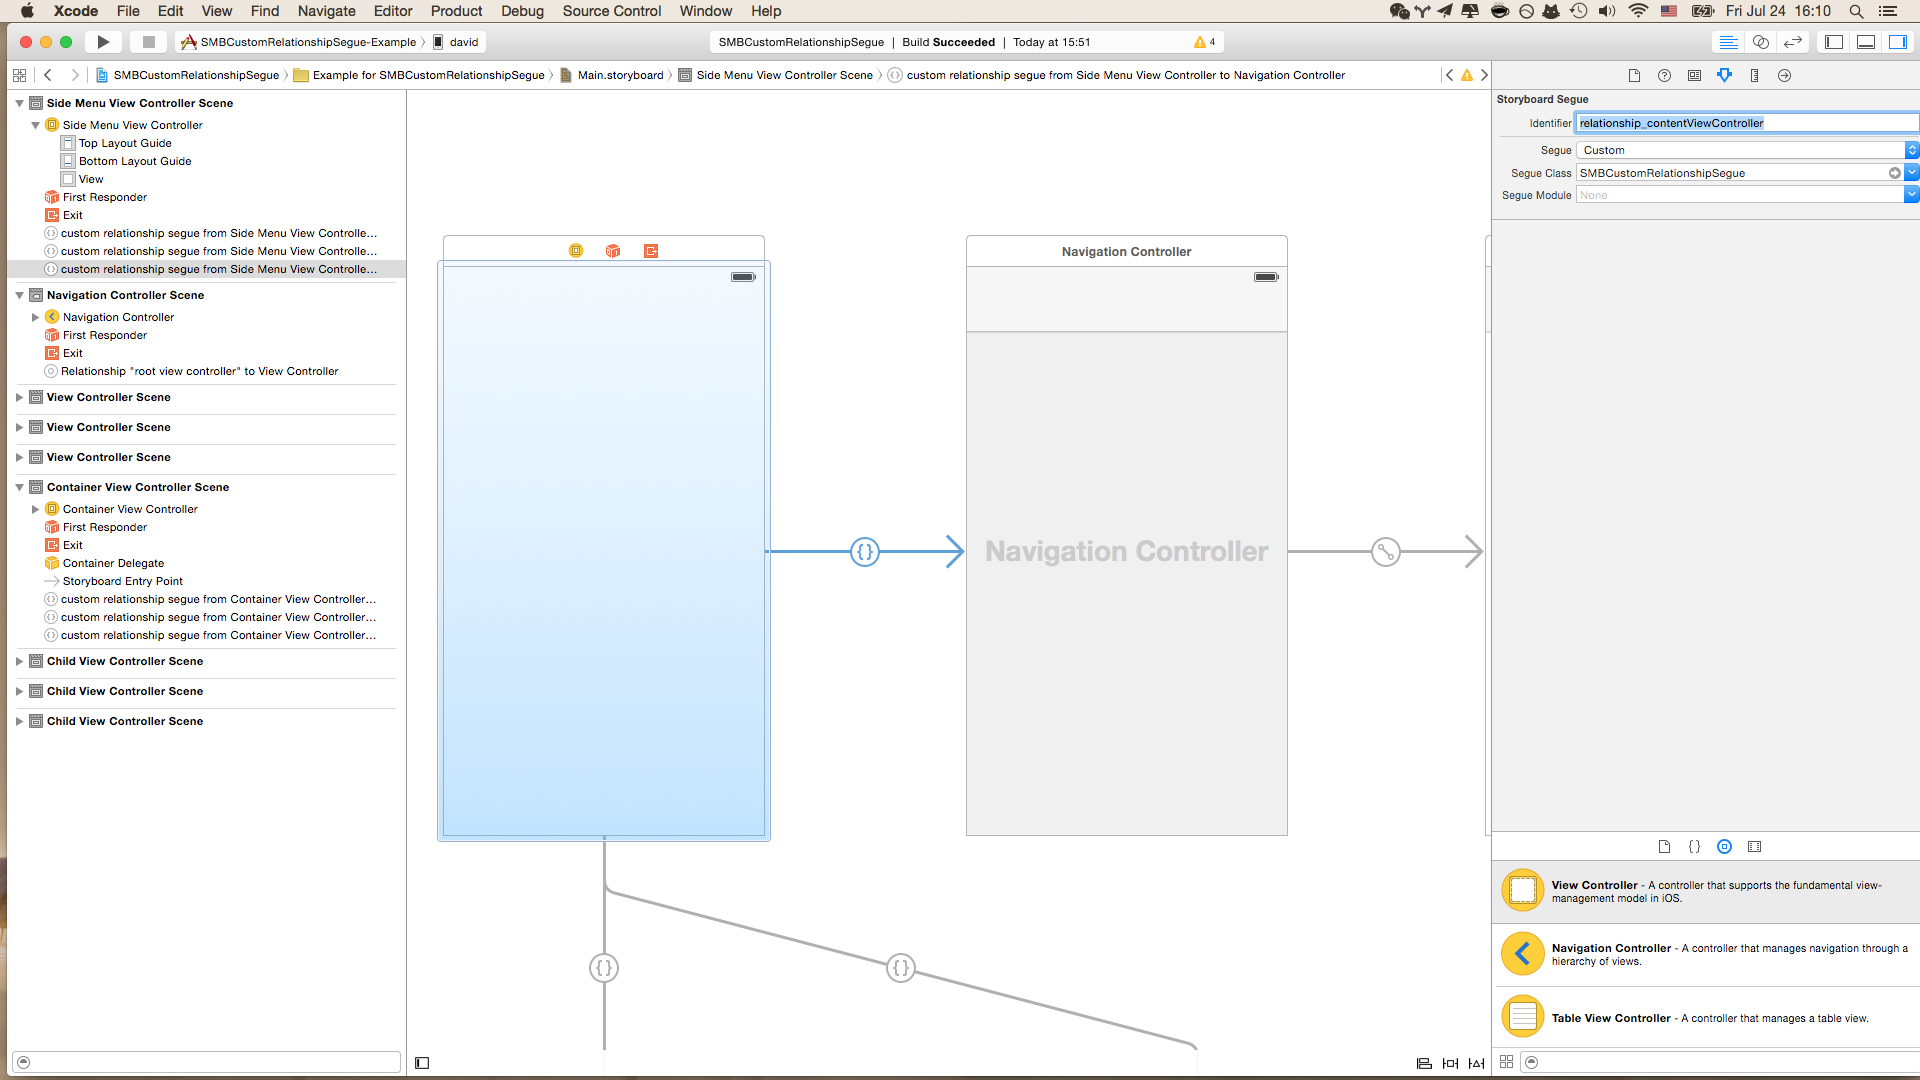 Xcode File Edit View Find Navigate Editor Product Debug Source Control Window Help Fri Jul 24 16:10
SMBCustomRelationshipSegue-Example david
SMBCustomRelationshipSegue | Build Succeeded | Today at 15:51 4
SMBCustomRelationshipSegue Example for SMBCustomRelationshipSegue Main.storyboard Side Menu View Controller Scene custom relationship segue from Side Menu View Controller to Navigation Controller
Side Menu View Controller Scene
Side Menu View Controller
Top Layout Guide
Bottom Layout Guide
View
First Responder
Exit
custom relationship segue from Side Menu View Controlle...
custom relationship segue from Side Menu View Controlle...
custom relationship segue from Side Menu View Controlle...
Navigation Controller Scene
Navigation Controller
First Responder
Exit
Relationship "root view controller" to View Controller
View Controller Scene
View Controller Scene
View Controller Scene
Container View Controller Scene
Container View Controller
First Responder
Exit
Container Delegate
Storyboard Entry Point
custom relationship segue from Container View Controller...
custom relationship segue from Container View Controller...
custom relationship segue from Container View Controller...
Child View Controller Scene
Child View Controller Scene
Child View Controller Scene
Navigation Controller
Navigation Controller
Storyboard Segue
Identifier relationship_contentViewController
Segue Custom
Segue Class SMBCustomRelationshipSegue
Segue Module None
View Controller - A controller that supports the fundamental view-
management model in iOS.
Navigation Controller - A controller that manages navigation through a
hierarchy of views.
Table View Controller - A controller that manages a table view.